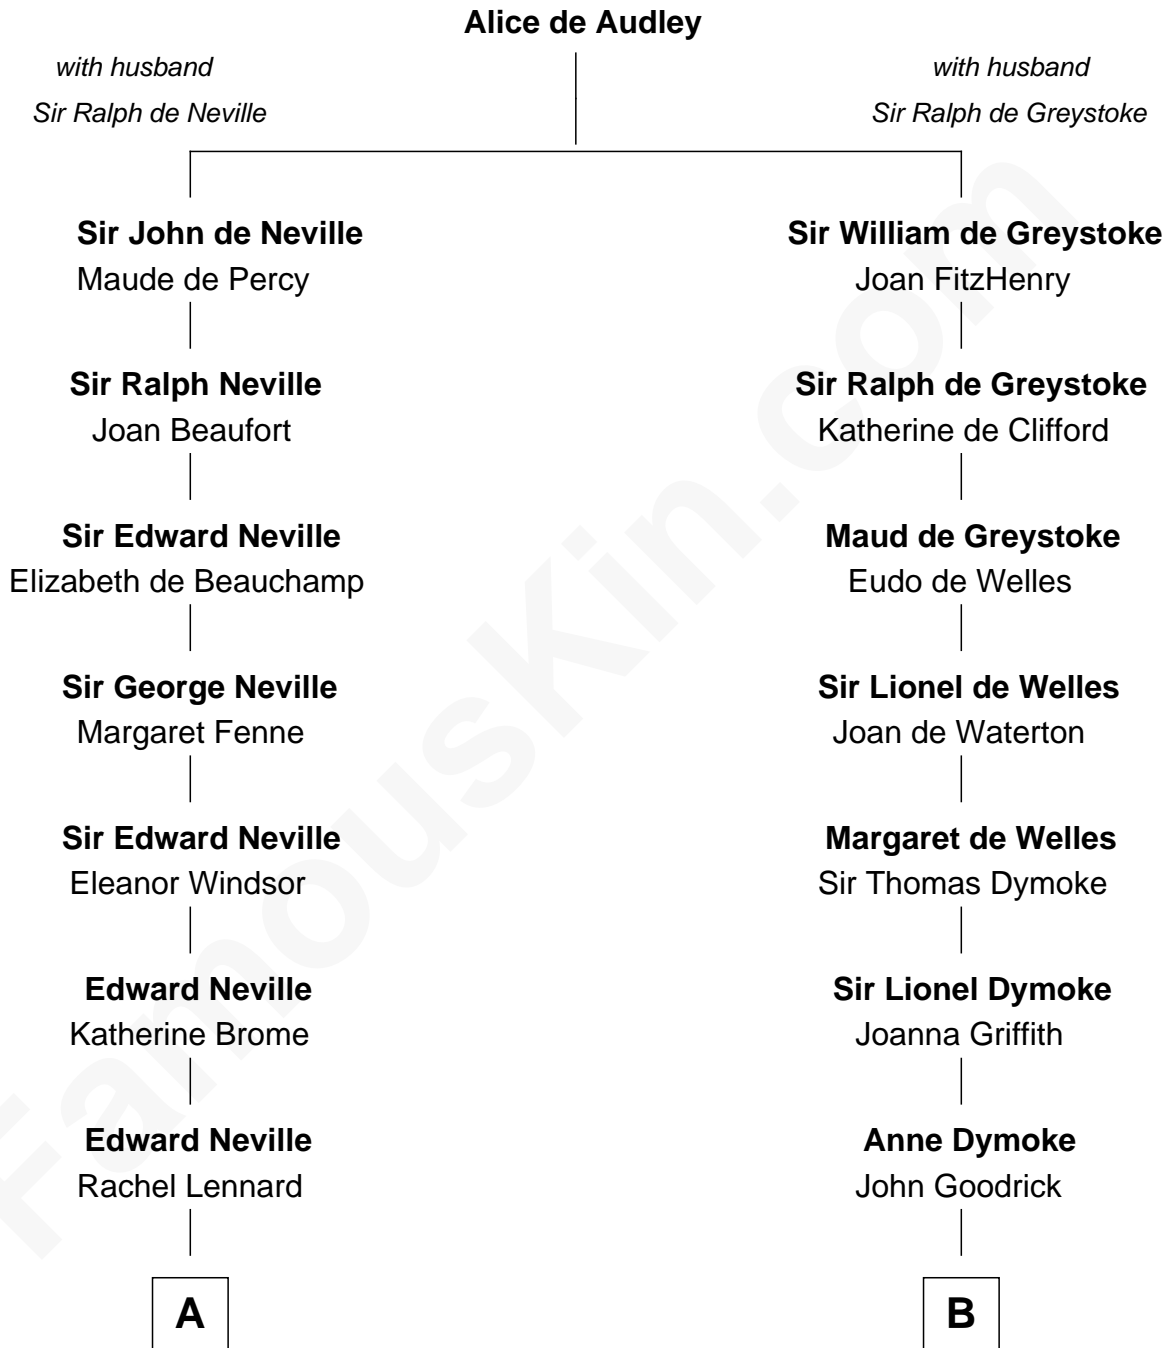 Alice de Audley
with husband
Sir Ralph de Neville
with husband
Sir Ralph de Greystoke
Sir John de Neville
Maude de Percy
Sir William de Greystoke
Joan FitzHenry
Sir Ralph Neville
Joan Beaufort
Sir Ralph de Greystoke
Katherine de Clifford
Sir Edward Neville
Elizabeth de Beauchamp
Maud de Greystoke
Eudo de Welles
Sir George Neville
Margaret Fenne
Sir Lionel de Welles
Joan de Waterton
Sir Edward Neville
Eleanor Windsor
Margaret de Welles
Sir Thomas Dymoke
Edward Neville
Katherine Brome
Sir Lionel Dymoke
Joanna Griffith
Edward Neville
Rachel Lennard
Anne Dymoke
John Goodrick
A
B
FamousKin.com